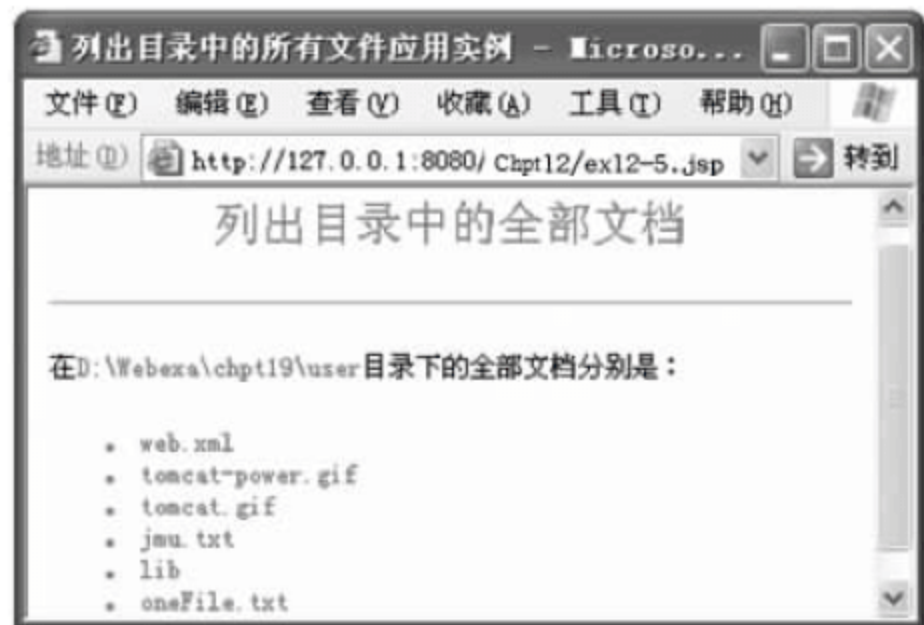 列出目录中的所有文件应用实例 - Microso...
文件(F) 编辑(E) 查看(V) 收藏(A) 工具(T) 帮助(H)
地址(D) http://127.0.0.1:8080/Chpt12/ex12-5.jsp 转到
列出目录中的全部文档
在D:\Webexa\chpt19\user目录下的全部文档分别是：
web.xml
tomcat-power.gif
tomcat.gif
jmu.txt
lib
oneFile.txt